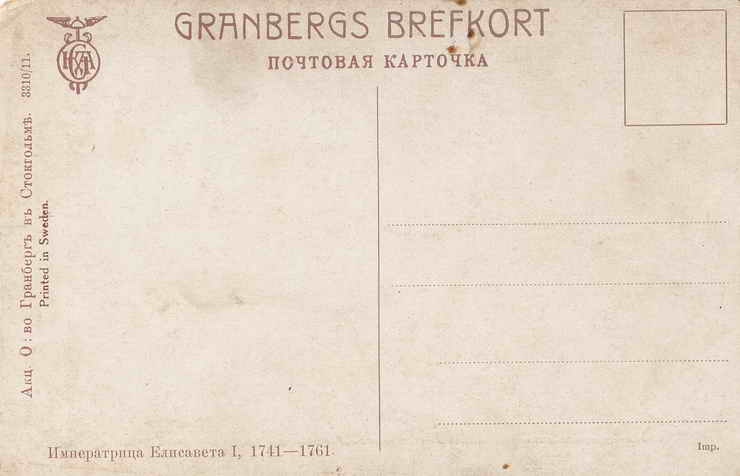 GRANBERGS BREFKORT
ПОЧТОВАЯ КАРТОЧКА
Акц. О:во Гранбергъ въ Стокгольмѣ. 3310/11.
Printed in Sweden.
Императрица Елисавета I, 1741—1761.
Imp.